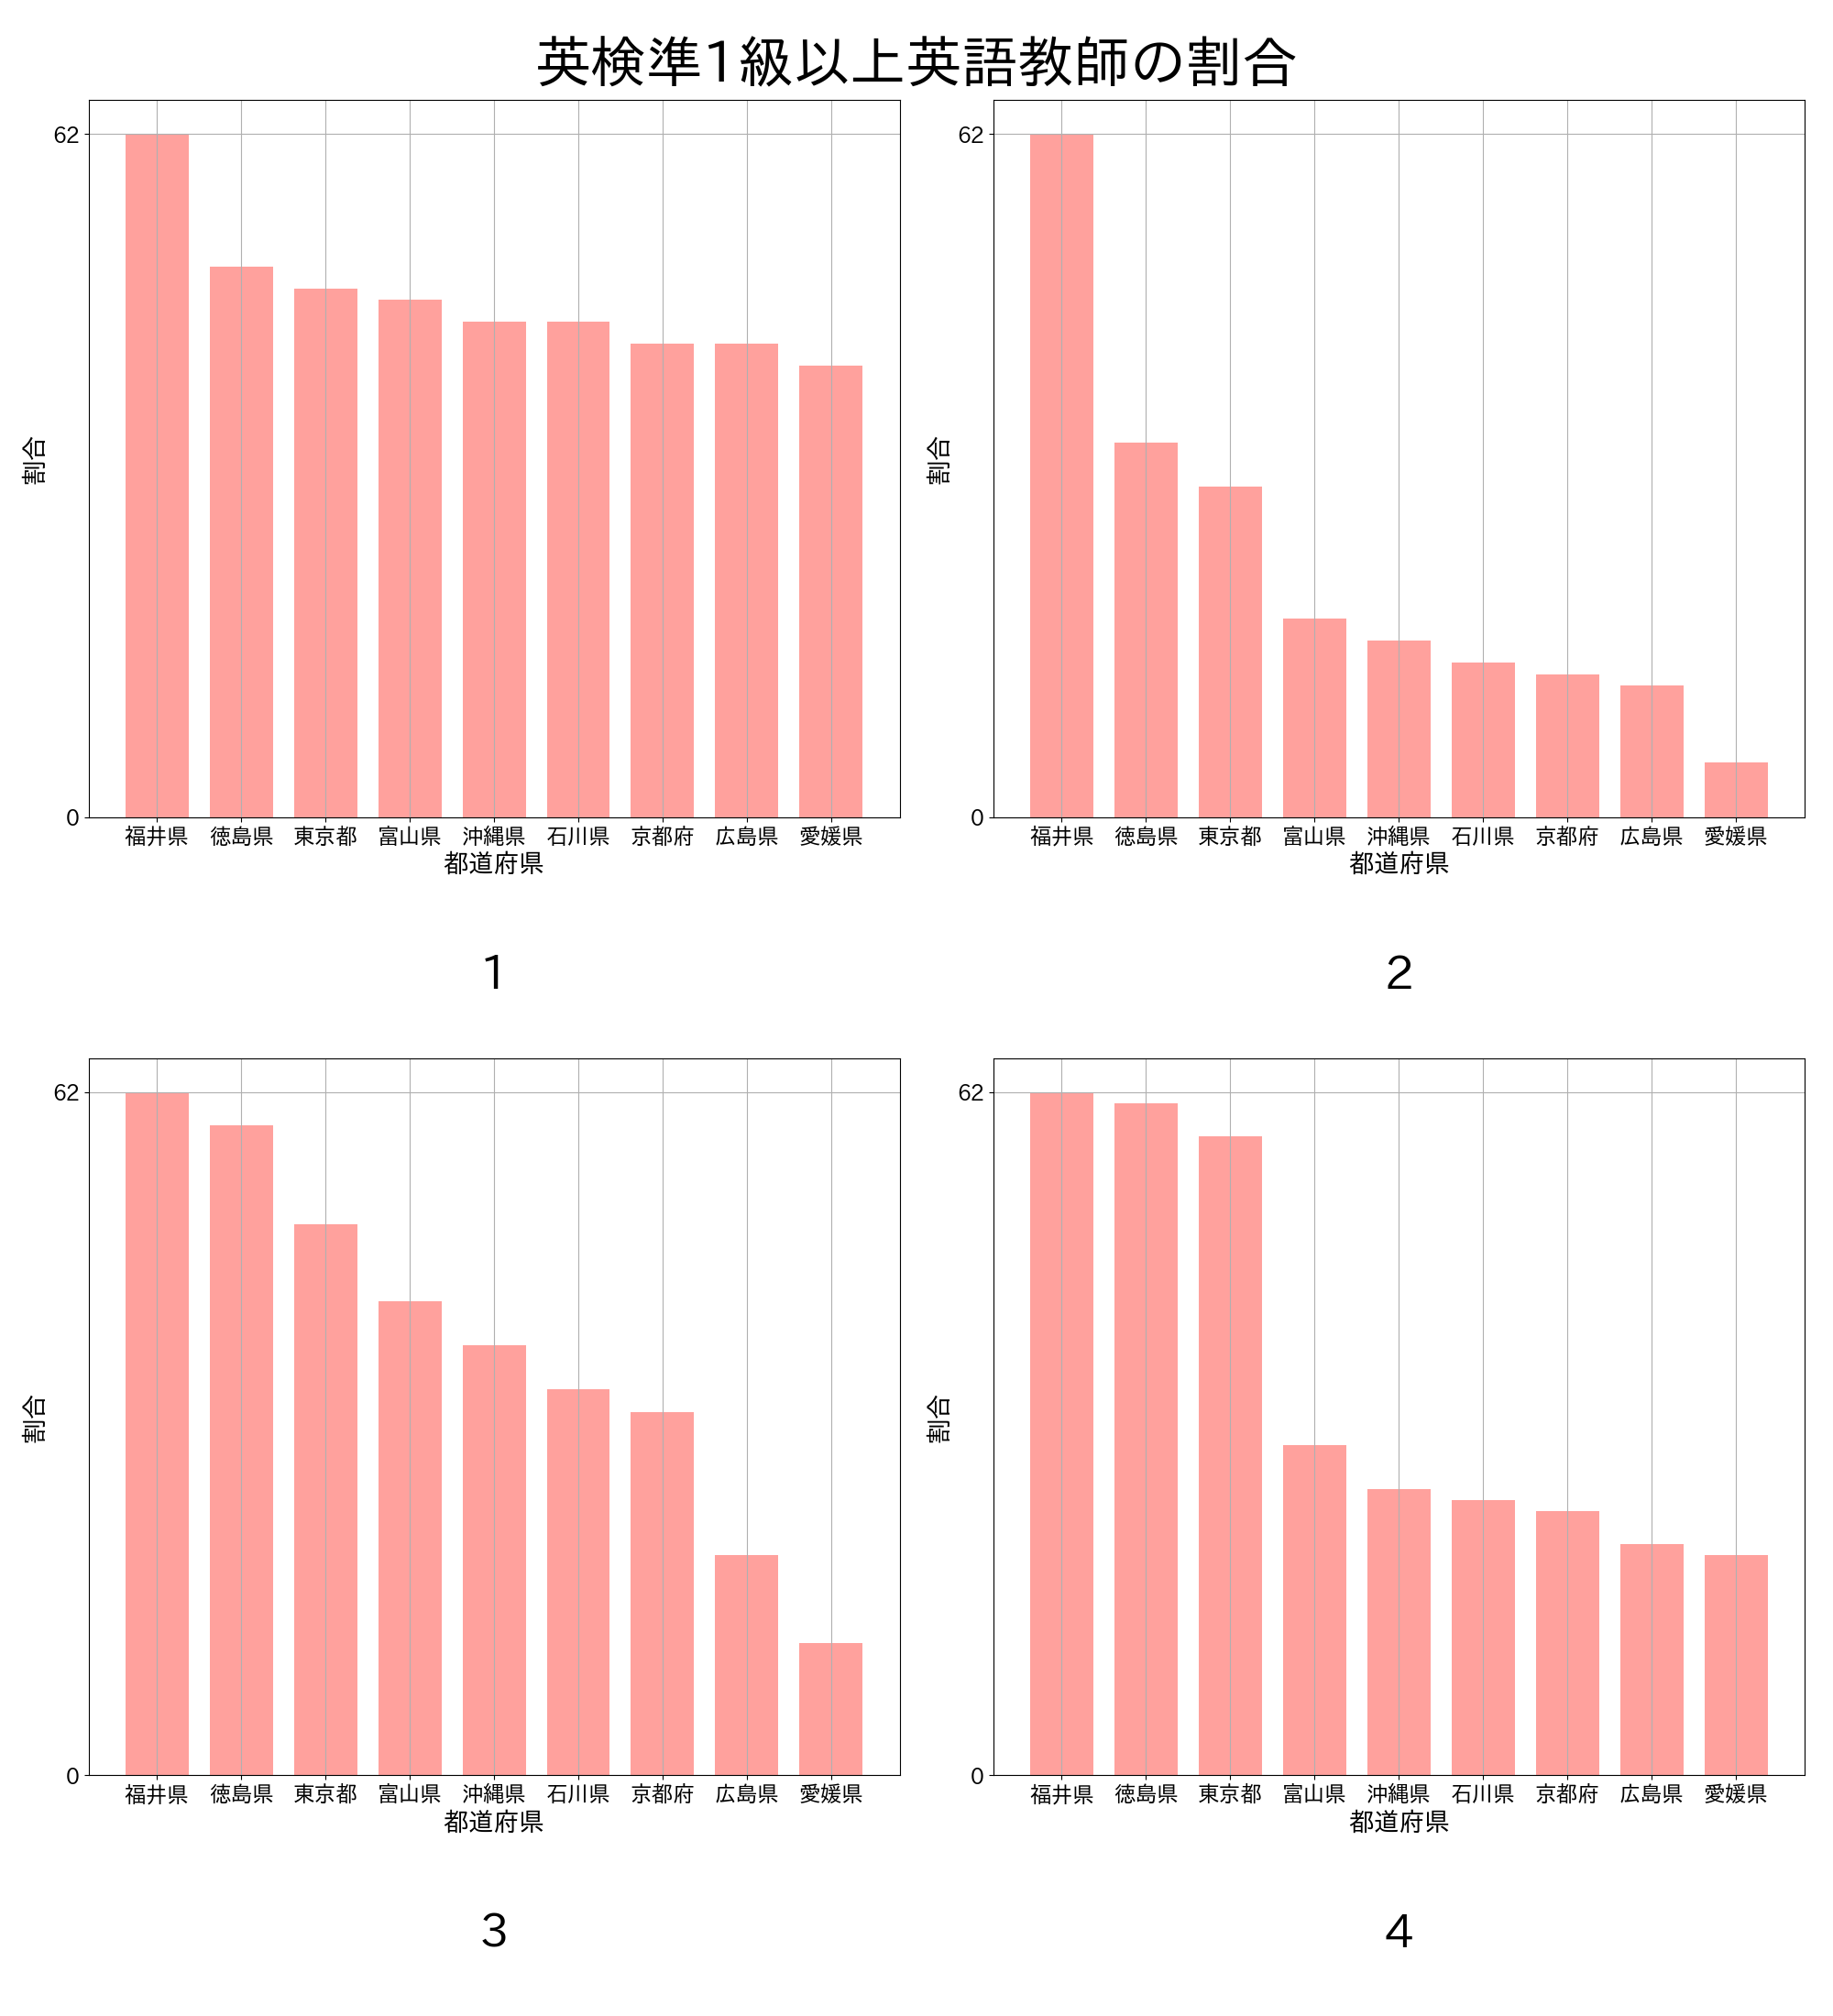 英検準1級以上英語教師の割合
62
0
割合
福井県 徳島県 東京都 富山県 沖縄県 石川県 京都府 広島県 愛媛県
都道府県
1
62
0
割合
福井県 徳島県 東京都 富山県 沖縄県 石川県 京都府 広島県 愛媛県
都道府県
2
62
0
割合
福井県 徳島県 東京都 富山県 沖縄県 石川県 京都府 広島県 愛媛県
都道府県
3
62
0
割合
福井県 徳島県 東京都 富山県 沖縄県 石川県 京都府 広島県 愛媛県
都道府県
4